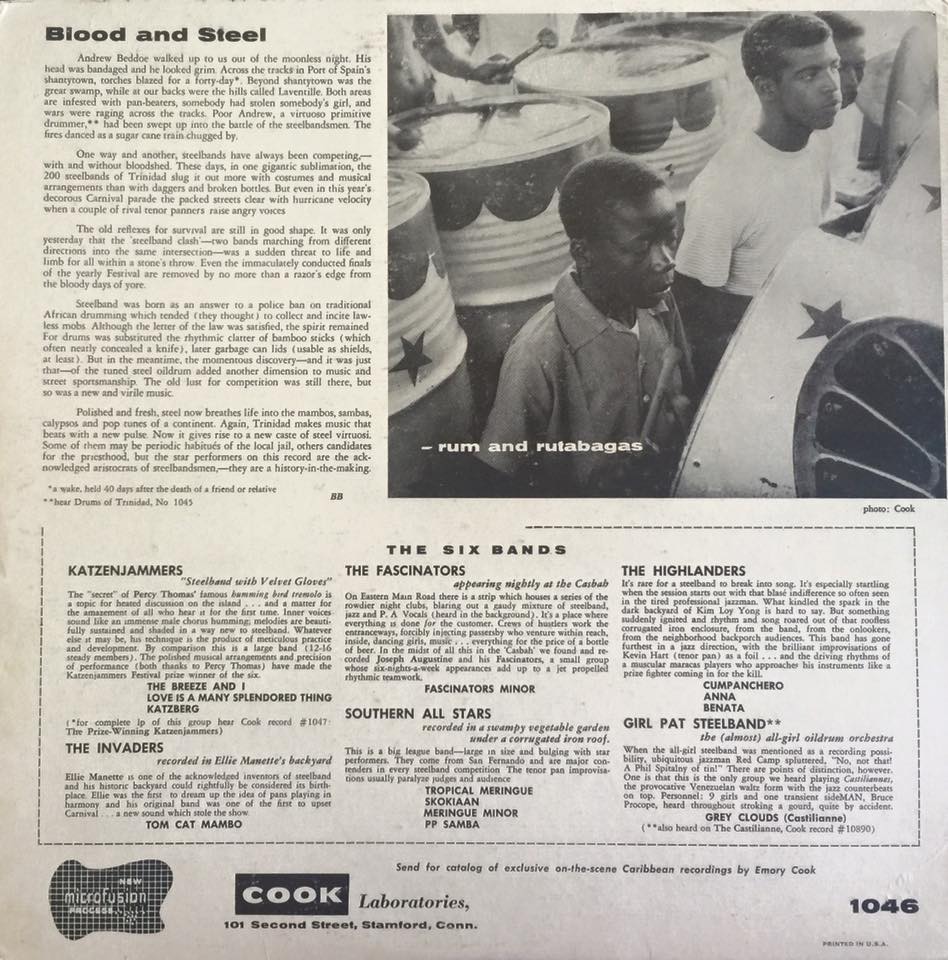 Blood and Steel
Andrew Beddoe walked up to us out of the moonless night. His
head was bandaged and he looked grim. Across the tracks in Port of Spain's
shantytown, torches blazed for a forty-day*. Beyond shantytown was the
great swamp, while at our backs were the hills called Laventille. Both areas
are infested with pan-beaters, somebody had stolen somebody's girl, and
wars were raging across the tracks. Poor Andrew, a virtuoso primitive
drummer,** had been swept up into the battle of the steelbandsmen. The
fires danced as a sugar cane train chugged by.
One way and another, steelbands have always been competing,—
with and without bloodshed. These days, in one gigantic sublimation, the
200 steelbands of Trinidad slug it out more with costumes and musical
arrangements than with daggers and broken bottles. But even in this year's
decorous Carnival parade the packed streets clear with hurricane velocity
when a couple of rival tenor panners raise angry voices
The old reflexes for survival are still in good shape. It was only
yesterday that the 'steelband clash'—two bands marching from different
directions into the same intersection—was a sudden threat to life and
limb for all within a stone's throw. Even the immaculately conducted finals
of the yearly Festival are removed by no more than a razor's edge from
the bloody days of yore.
Steelband was born as an answer to a police ban on traditional
African drumming which tended (they thought) to collect and incite law-
less mobs. Although the letter of the law was satisfied, the spirit remained
For drums was substituted the rhythmic clatter of bamboo sticks (which
often neatly concealed a knife), later garbage can lids (usable as shields,
at least). But in the meantime, the momentous discovery—and it was just
that—of the tuned steel oildrum added another dimension to music and
street sportsmanship. The old lust for competition was still there, but
so was a new and virile music.
Polished and fresh, steel now breathes life into the mambos, sambas,
calypsos and pop tunes of a continent. Again, Trinidad makes music that
beats with a new pulse. Now it gives rise to a new caste of steel virtuosi.
Some of them may be periodic habitués of the local jail, others candidates
for the priesthood, but the star performers on this record are the ack-
nowledged aristocrats of steelbandsmen,—they are a history-in-the-making.
*a wake, held 40 days after the death of a friend or relative
**hear Drums of Trinidad, No 1045
BB
– rum and rutabagas
photo: Cook
THE SIX BANDS
KATZENJAMMERS
"Steelband with Velvet Gloves"
The "secret" of Percy Thomas' famous humming bird tremolo is
a topic for heated discussion on the island . . . and a matter for
the amazement of all who hear it for the first time. Inner voices
sound like an immense male chorus humming; melodies are beauti-
fully sustained and shaded in a way new to steelband. Whatever
else it may be, his technique is the product of meticulous practice
and development. By comparison this is a large band (12-16
steady members). The polished musical arrangements and precision
of performance (both thanks to Percy Thomas) have made the
Katzenjammers Festival prize winner of the six.
THE BREEZE AND I
LOVE IS A MANY SPLENDORED THING
KATZBERG
(*for complete lp of this group hear Cook record #1047:
The Prize-Winning Katzenjammers)
THE INVADERS
recorded in Ellie Manette's backyard
Ellie Manette is one of the acknowledged inventors of steelband
and his historic backyard could rightfully be considered its birth-
place. Ellie was the first to dream up the idea of pans playing in
harmony and his original band was one of the first to upset
Carnival . . . a new sound which stole the show.
TOM CAT MAMBO
THE FASCINATORS
appearing nightly at the Casbah
On Eastern Main Road there is a strip which houses a series of the
rowdier night clubs, blaring out a gaudy mixture of steelband,
jazz and P. A. Vocals (heard in the background). It's a place where
everything is done for the customer. Crews of hustlers work the
entranceways, forcibly injecting passersby who venture within reach,
inside, dancing girls, music . . . everything for the price of a bottle
of beer. In the midst of all this in the 'Casbah' we found and re-
corded Joseph Augustine and his Fascinators, a small group
whose six-nights-a-week appearances add up to a jet propelled
rhythmic teamwork.
FASCINATORS MINOR
SOUTHERN ALL STARS
recorded in a swampy vegetable garden
under a corrugated iron roof.
This is a big league band—large in size and bulging with star
performers. They come from San Fernando and are major con-
tenders in every steelband competition The tenor pan improvisa-
tions usually paralyze judges and audience
TROPICAL MERINGUE
SKOKIAAN
MERINGUE MINOR
PP SAMBA
THE HIGHLANDERS
It's rare for a steelband to break into song. It's especially startling
when the session starts out with that blasé indifference so often seen
in the tired professional jazzman. What kindled the spark in the
dark backyard of Kim Loy Yong is hard to say. But something
suddenly ignited and rhythm and song roared out of that roofless
corrugated iron enclosure, from the band, from the onlookers,
from the neighborhood backporch audiences. This band has gone
furthest in a jazz direction, with the brilliant improvisations of
Kevin Hart (tenor pan) as a foil . . . and the driving rhythms of
a muscular maracas player who approaches his instruments like a
prize fighter coming in for the kill.
CUMPANCHERO
ANNA
BENATA
GIRL PAT STEELBAND**
the (almost) all-girl oildrum orchestra
When the all-girl steelband was mentioned as a recording possi-
bility, ubiquitous jazzman Red Camp spluttered, "No, not that!
A Phil Spitalny of tin!" There are points of distinction, however.
One is that this is the only group we heard playing Castilianne,
the provocative Venezuelan waltz form with the jazz counterbeats
on top. Personnel: 9 girls and one transient sideMAN, Bruce
Procope, heard throughout stroking a gourd, quite by accident.
GREY CLOUDS (Castilianne)
(**also heard on The Castilianne, Cook record #10890)
NEW
microfusion
PROCESS
Send for catalog of exclusive on-the-scene Caribbean recordings by Emory Cook
COOK Laboratories,
101 Second Street, Stamford, Conn.
1046
PRINTED IN U.S.A.